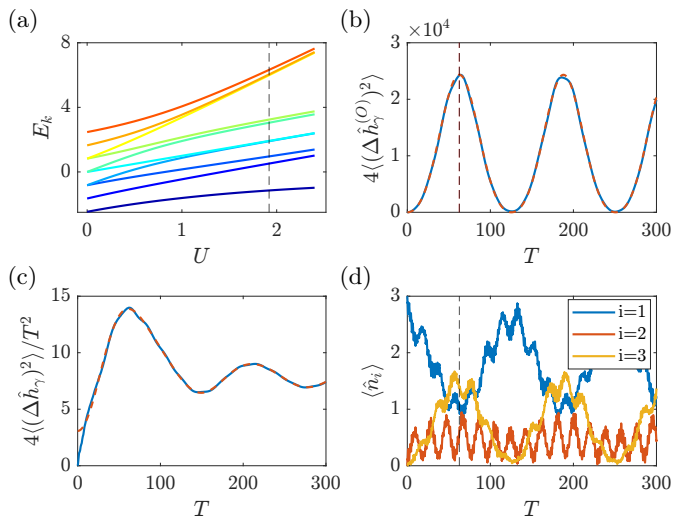 (a)
8
4
0
E_k
0
1
2
U
(b)
×10^4
3
2
1
0
4⟨(Δĥ_γ^(O))^2⟩
0
100
200
300
T
(c)
15
10
5
0
4⟨(Δĥ_γ)^2⟩/T^2
0
100
200
300
T
(d)
3
2
1
0
⟨n̂_i⟩
i=1
i=2
i=3
0
100
200
300
T